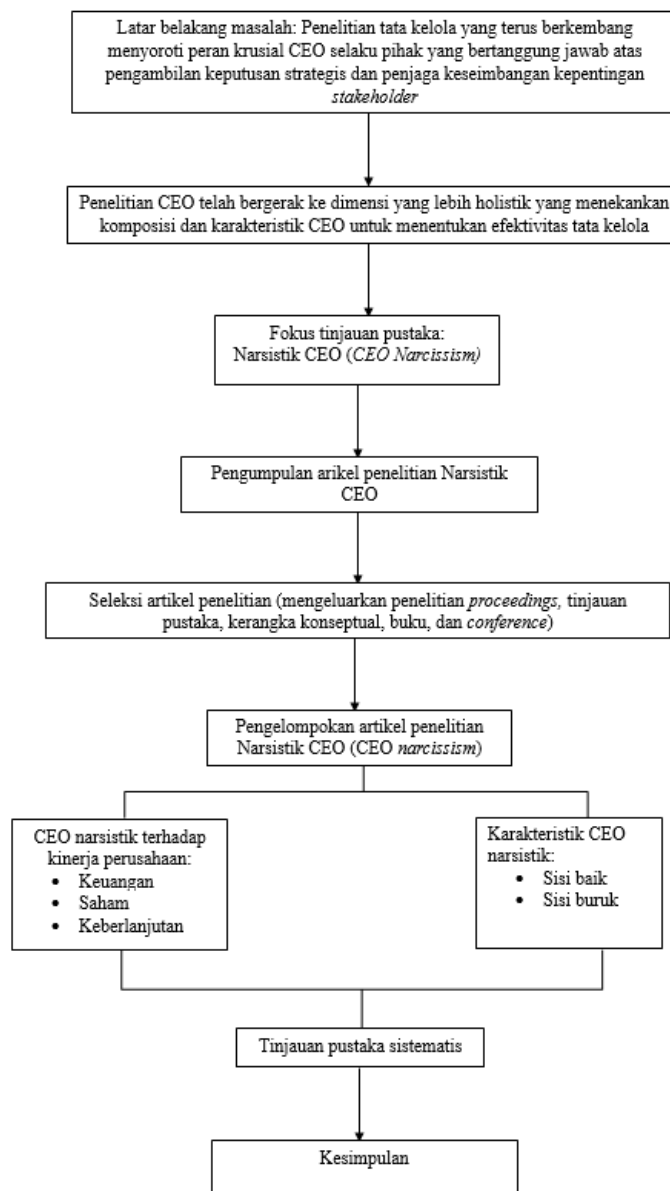 Latar belakang masalah: Penelitian tata kelola yang terus berkembang
menyoroti peran krusial CEO selaku pihak yang bertanggung jawab atas
pengambilan keputusan strategis dan penjaga keseimbangan kepentingan
stakeholder
Penelitian CEO telah bergerak ke dimensi yang lebih holistik yang menekankan
komposisi dan karakteristik CEO untuk menentukan efektivitas tata kelola
Fokus tinjauan pustaka:
Narsistik CEO (CEO Narcissism)
Pengumpulan arikel penelitian Narsistik
CEO
Seleksi artikel penelitian (mengeluarkan penelitian proceedings, tinjauan
pustaka, kerangka konseptual, buku, dan conference)
Pengelompokan artikel penelitian
Narsistik CEO (CEO narcissism)
CEO narsistik terhadap
kinerja perusahaan:
• Keuangan
• Saham
• Keberlanjutan
Karakteristik CEO
narsistik:
• Sisi baik
• Sisi buruk
Tinjauan pustaka sistematis
Kesimpulan